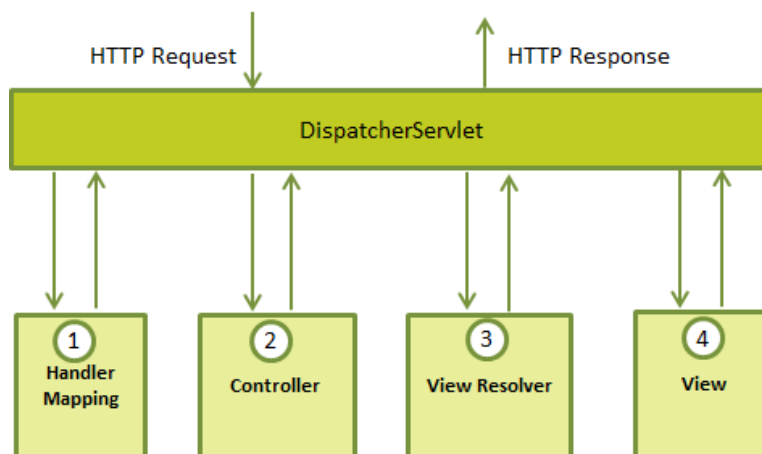 HTTP Request
HTTP Response
DispatcherServlet
1
Handler
Mapping
2
Controller
3
View Resolver
4
View